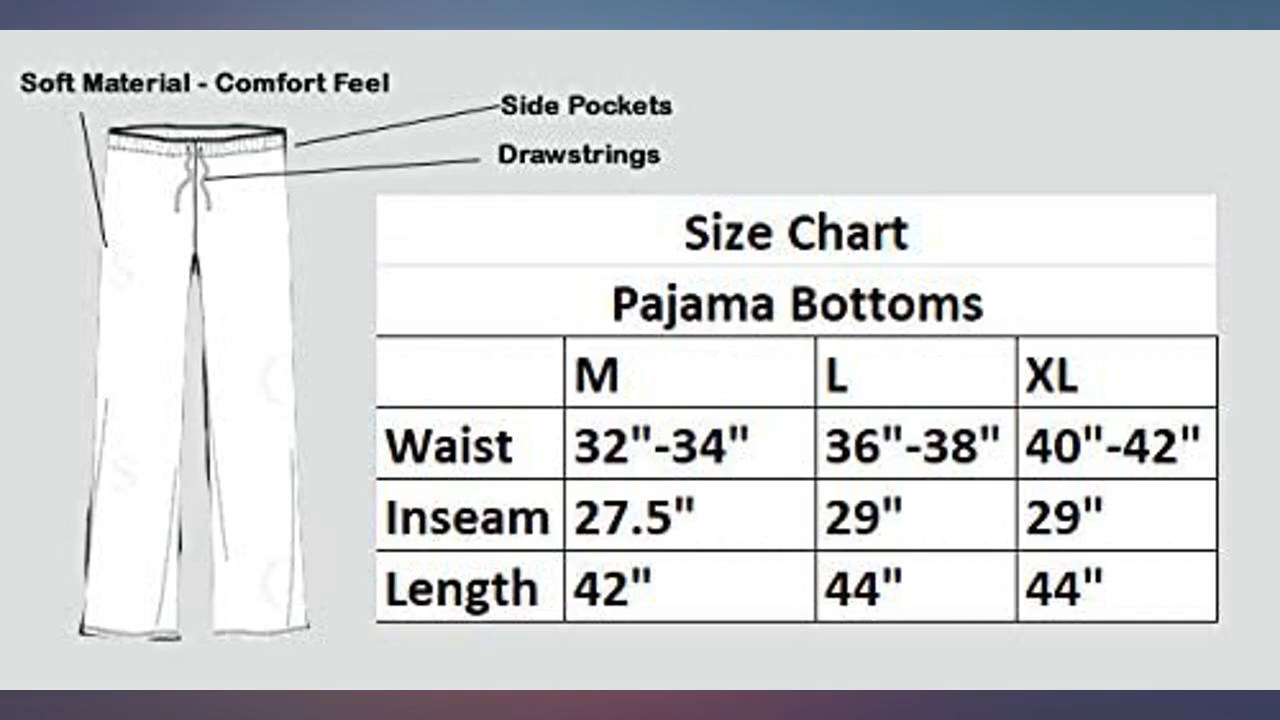 Soft Material - Comfort Feel
Side Pockets
Drawstrings
Size Chart
Pajama Bottoms
M L XL
Waist 32"-34" 36"-38" 40"-42"
Inseam 27.5" 29" 29"
Length 42" 44" 44"